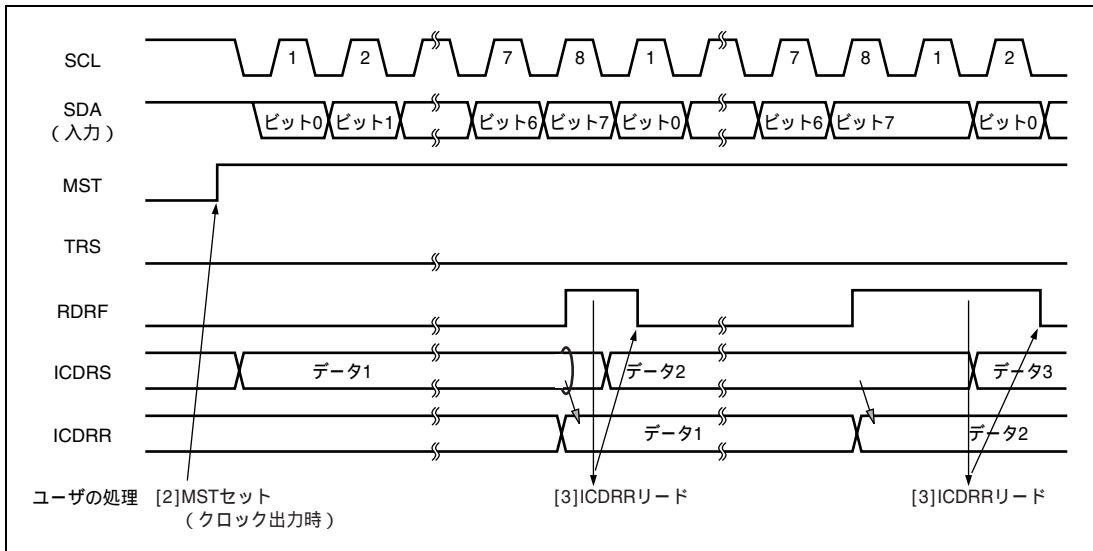 SCL 1 2 7 8 1 7 8 1 2
SDA
（入力）
ビット0 ビット1 ビット6 ビット7 ビット0 ビット6 ビット7 ビット0
MST
TRS
RDRF
ICDRS データ1 データ2 データ3
ICDRR データ1 データ2
ユーザの処理 [2]MSTセット [3]ICDRRリード [3]ICDRRリード
（クロック出力時）